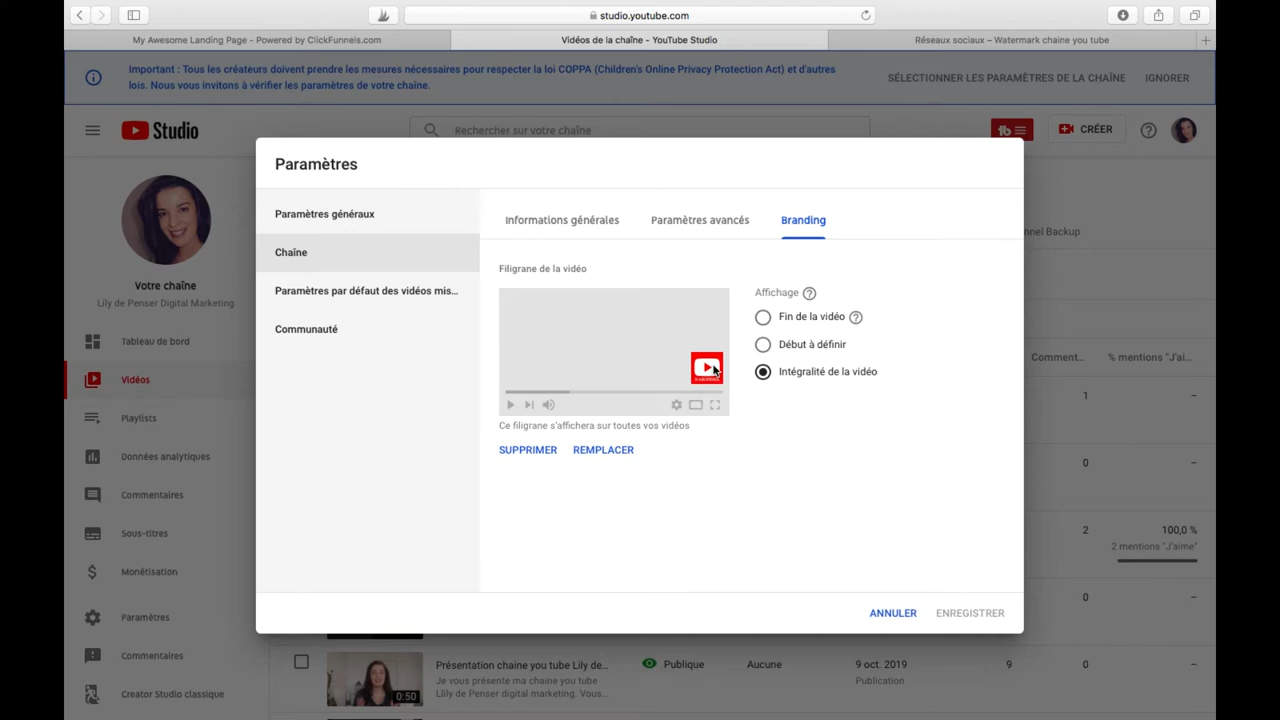 studio.youtube.com
My Awesome Landing Page - Powered by ClickFunnels.com
Vidéos de la chaîne - YouTube Studio
Réseaux sociaux – Watermark chaine you tube
Important : Tous les créateurs doivent prendre les mesures nécessaires pour respecter la loi COPPA (Children's Online Privacy Protection Act) et d'autres
lois. Nous vous invitons à vérifier les paramètres de votre chaîne.
SÉLECTIONNER LES PARAMÈTRES DE LA CHAÎNE
IGNORER
Studio
Rechercher sur votre chaîne
CRÉER
Votre chaîne
Lily de Penser Digital Marketing
Tableau de bord
Vidéos
Playlists
Données analytiques
Commentaires
Sous-titres
Monétisation
Paramètres
Commentaires
Creator Studio classique
Paramètres
Paramètres généraux
Chaîne
Paramètres par défaut des vidéos mis...
Communauté
Informations générales
Paramètres avancés
Branding
Filigrane de la vidéo
Ce filigrane s'affichera sur toutes vos vidéos
SUPPRIMER
REMPLACER
Affichage
Fin de la vidéo
Début à définir
Intégralité de la vidéo
ANNULER
ENREGISTRER
nnel Backup
Comment...
% mentions "J'ai...
1
–
0
–
2
100,0 %
2 mentions "J'aime"
0
–
0:50
Présentation chaine you tube Lily de...
Je vous présente ma chaine you tube
Llily de Penser digital marketing. Vous...
Publique
Aucune
9 oct. 2019
Publication
9
0
–